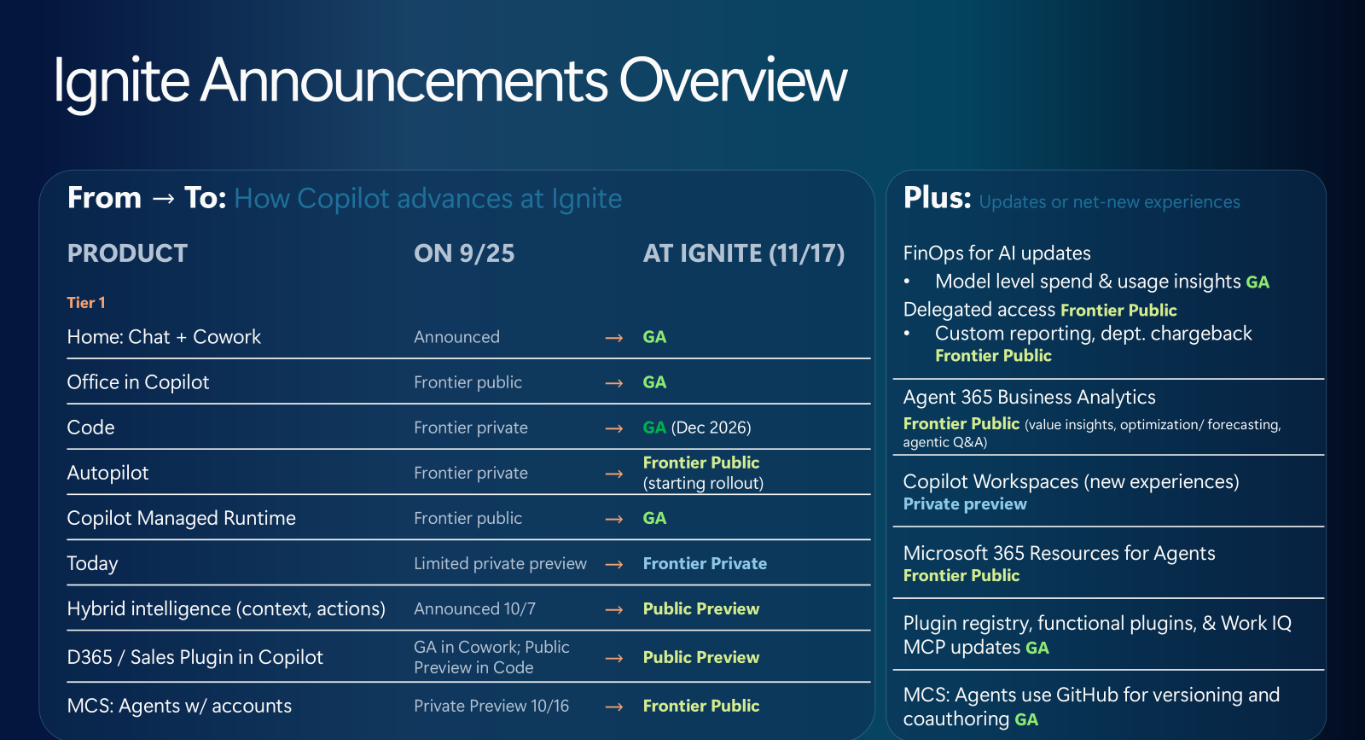 Ignite Announcements Overview
From → To: How Copilot advances at Ignite
PRODUCT ON 9/25 AT IGNITE (11/17)
Tier 1
Home: Chat + Cowork Announced → GA
Office in Copilot Frontier public → GA
Code Frontier private → GA (Dec 2026)
Autopilot Frontier private → Frontier Public
(starting rollout)
Copilot Managed Runtime Frontier public → GA
Today Limited private preview → Frontier Private
Hybrid intelligence (context, actions) Announced 10/7 → Public Preview
D365 / Sales Plugin in Copilot GA in Cowork; Public
Preview in Code → Public Preview
MCS: Agents w/ accounts Private Preview 10/16 → Frontier Public
Plus: Updates or net-new experiences
FinOps for AI updates
• Model level spend & usage insights GA
Delegated access Frontier Public
• Custom reporting, dept. chargeback
Frontier Public
Agent 365 Business Analytics
Frontier Public (value insights, optimization/ forecasting,
agentic Q&A)
Copilot Workspaces (new experiences)
Private preview
Microsoft 365 Resources for Agents
Frontier Public
Plugin registry, functional plugins, & Work IQ
MCP updates GA
MCS: Agents use GitHub for versioning and
coauthoring GA